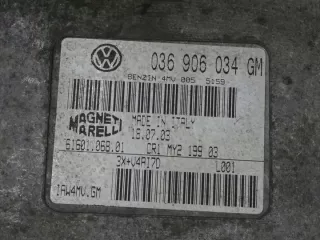 036 906 034 GM
BENZIN 4MV 005 5159
MAGNETI MARELLI
MADE IN ITALY
18.07.03
61601.068.01 CR1 MY2 199 03
3X+V4AI7D L001
IAW4MV.GM